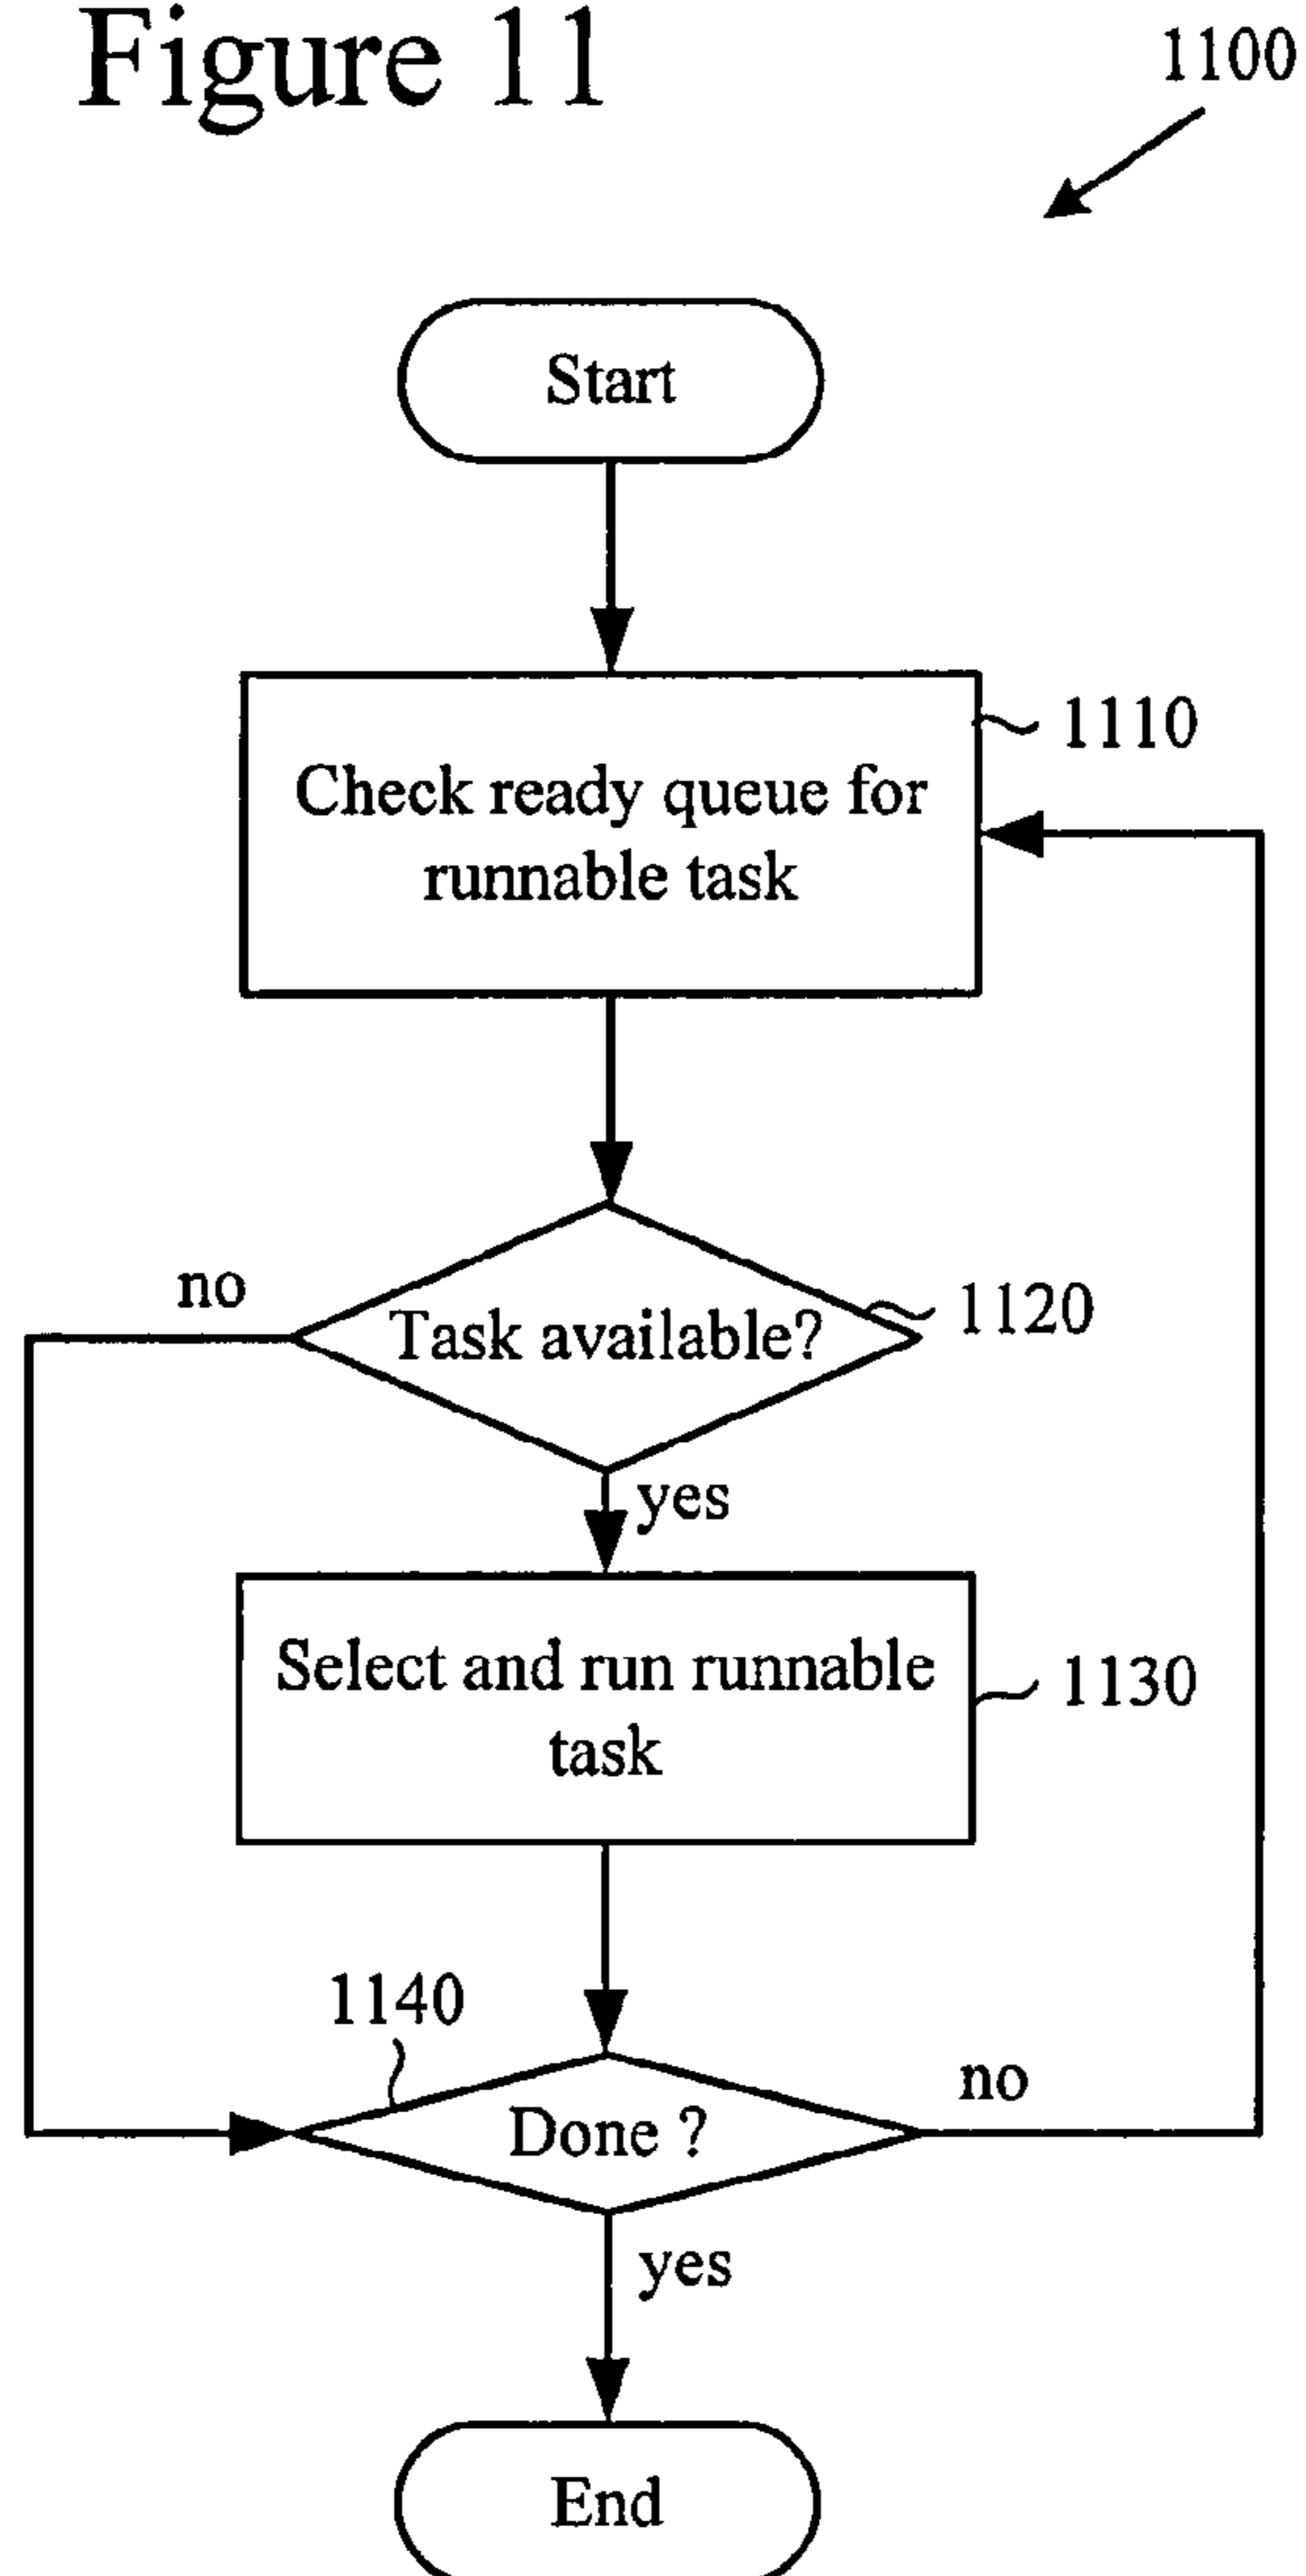 Figure 11
1100
Start
Check ready queue for
runnable task
1110
no
Task available?
1120
yes
Select and run runnable
task
1130
1140
Done ?
no
yes
End